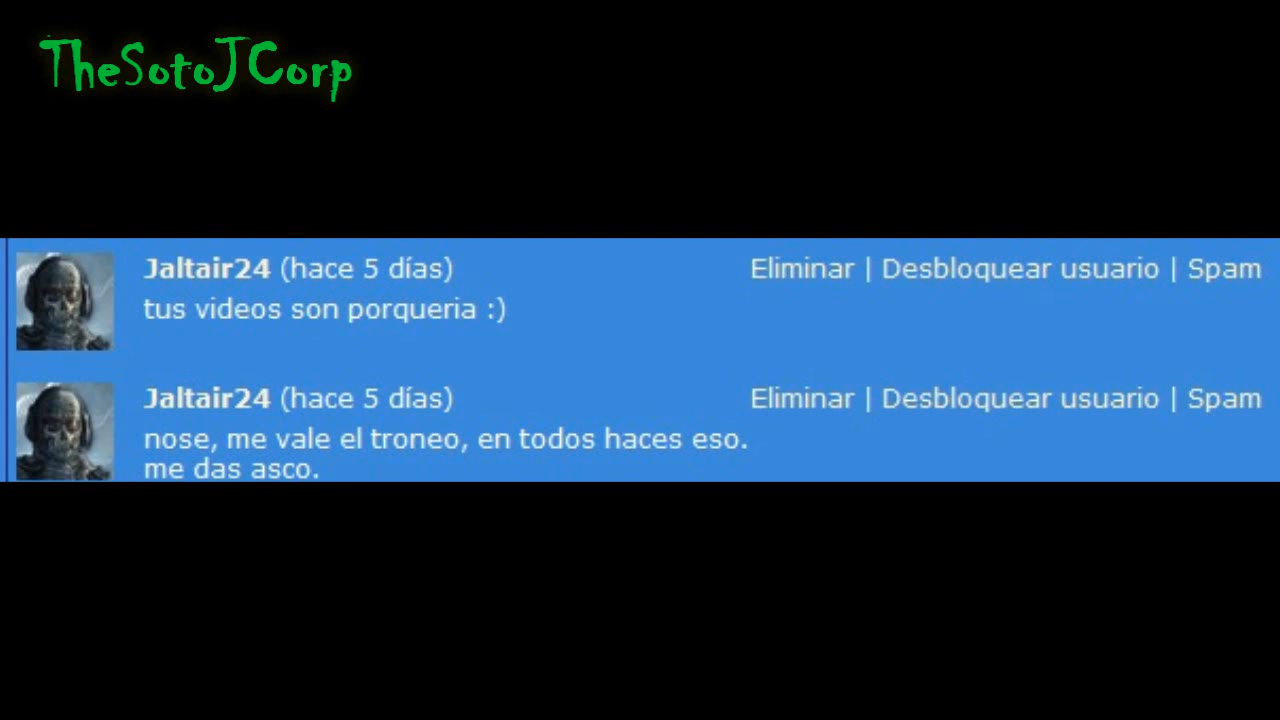 TheSotoJCorp
Jaltair24 (hace 5 días) Eliminar | Desbloquear usuario | Spam
tus videos son porqueria :)
Jaltair24 (hace 5 días) Eliminar | Desbloquear usuario | Spam
nose, me vale el troneo, en todos haces eso.
me das asco.